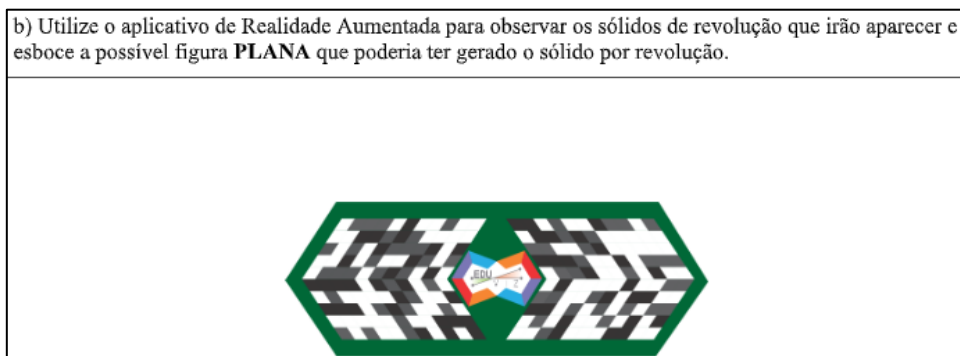 b) Utilize o aplicativo de Realidade Aumentada para observar os sólidos de revolução que irão aparecer e
esboce a possível figura PLANA que poderia ter gerado o sólido por revolução.
EDU
V I Z